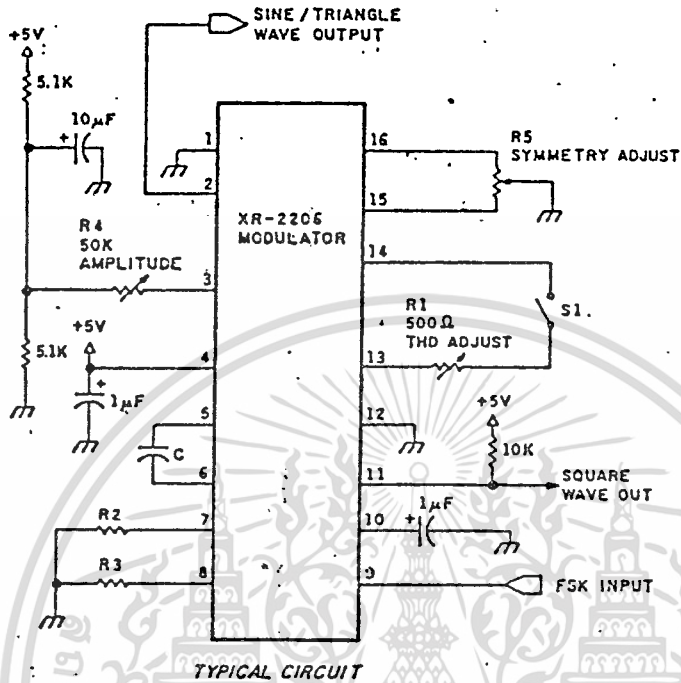 SINE / TRIANGLE
WAVE OUTPUT
+5V
5.1K
10µF
+
1
2
3
4
5
6
7
8
16
15
14
13
12
11
10
9
XR-2206
MODULATOR
R5
SYMMETRY ADJUST
R4
50K
AMPLITUDE
S1.
R1
500Ω
THD ADJUST
+5V
5.1K
+
1µF
C
+5V
10K
SQUARE
WAVE OUT
1µF
+
R2
R3
FSK INPUT
TYPICAL CIRCUIT